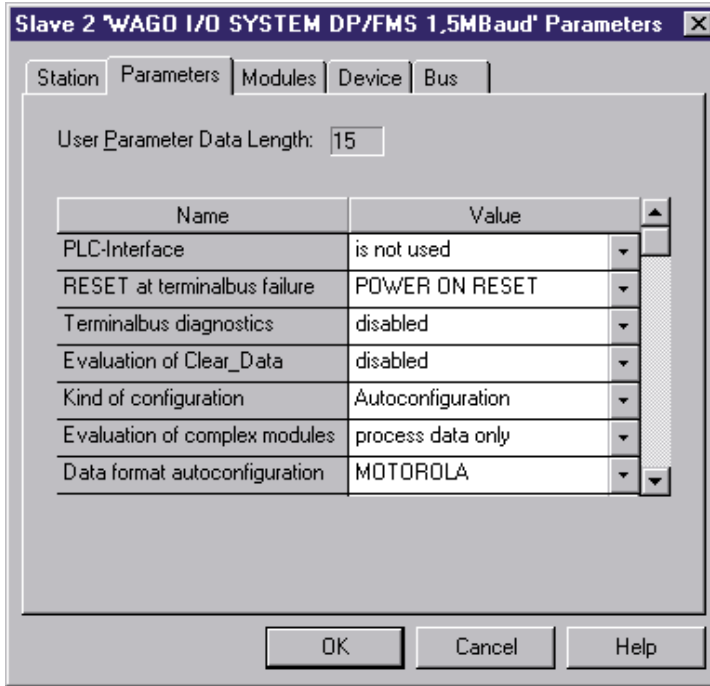 Slave 2 'WAGO I/O SYSTEM DP/FMS 1,5MBaud' Parameters
Station Parameters Modules Device Bus
User Parameter Data Length: 15
Name Value
PLC-Interface is not used
RESET at terminalbus failure POWER ON RESET
Terminalbus diagnostics disabled
Evaluation of Clear_Data disabled
Kind of configuration Autoconfiguration
Evaluation of complex modules process data only
Data format autoconfiguration MOTOROLA
OK Cancel Help